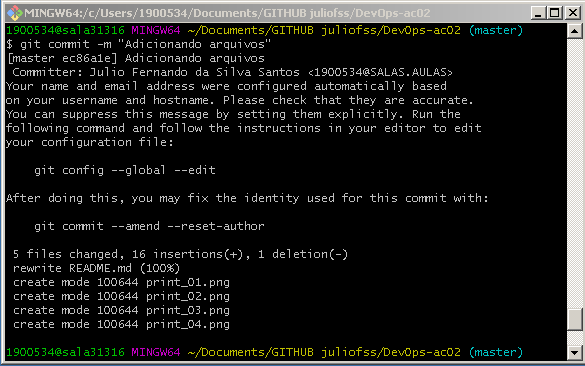 MINGW64:/c/Users/1900534/Documents/GITHUB juliofss/DevOps-ac02
1900534@sala31316 MINGW64 ~/Documents/GITHUB juliofss/DevOps-ac02 (master)
$ git commit -m "Adicionando arquivos"
[master ec86a1e] Adicionando arquivos
 Committer: Julio Fernando da Silva Santos <1900534@SALAS.AULAS>
Your name and email address were configured automatically based
on your username and hostname. Please check that they are accurate.
You can suppress this message by setting them explicitly. Run the
following command and follow the instructions in your editor to edit
your configuration file:
    git config --global --edit
After doing this, you may fix the identity used for this commit with:
    git commit --amend --reset-author
 5 files changed, 16 insertions(+), 1 deletion(-)
 rewrite README.md (100%)
 create mode 100644 print_01.png
 create mode 100644 print_02.png
 create mode 100644 print_03.png
 create mode 100644 print_04.png
1900534@sala31316 MINGW64 ~/Documents/GITHUB juliofss/DevOps-ac02 (master)